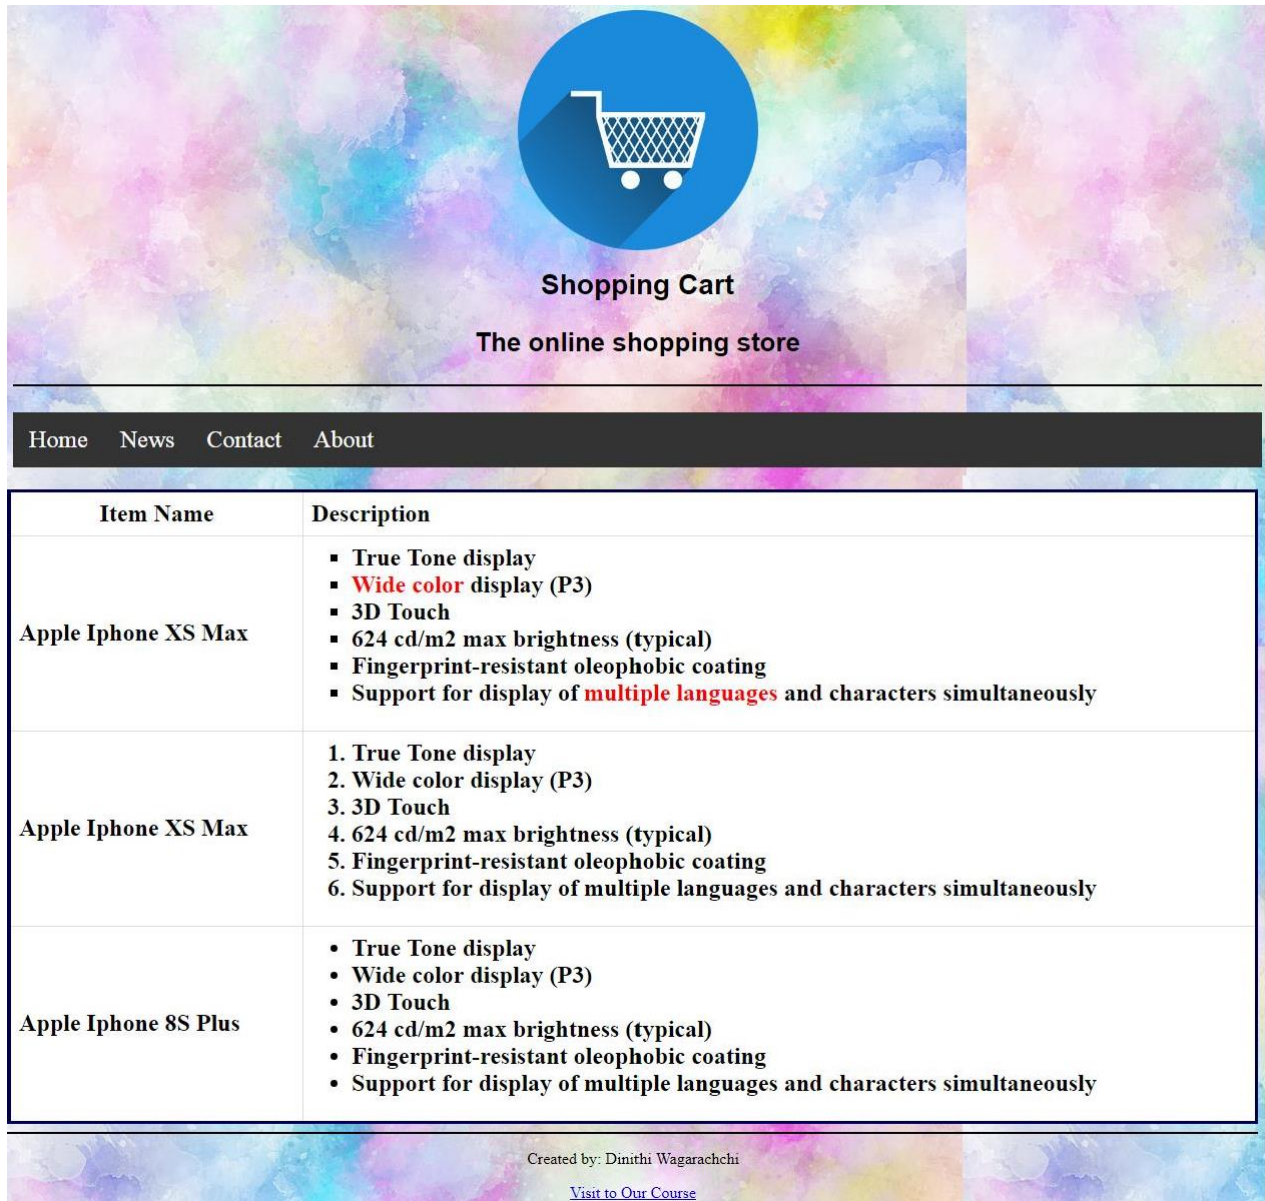 Shopping Cart
The online shopping store
Home News Contact About
Item Name Description
Apple Iphone XS Max
▪ True Tone display
▪ Wide color display (P3)
▪ 3D Touch
▪ 624 cd/m2 max brightness (typical)
▪ Fingerprint-resistant oleophobic coating
▪ Support for display of multiple languages and characters simultaneously
Apple Iphone XS Max
1. True Tone display
2. Wide color display (P3)
3. 3D Touch
4. 624 cd/m2 max brightness (typical)
5. Fingerprint-resistant oleophobic coating
6. Support for display of multiple languages and characters simultaneously
Apple Iphone 8S Plus
• True Tone display
• Wide color display (P3)
• 3D Touch
• 624 cd/m2 max brightness (typical)
• Fingerprint-resistant oleophobic coating
• Support for display of multiple languages and characters simultaneously
Created by: Dinithi Wagarachchi
Visit to Our Course